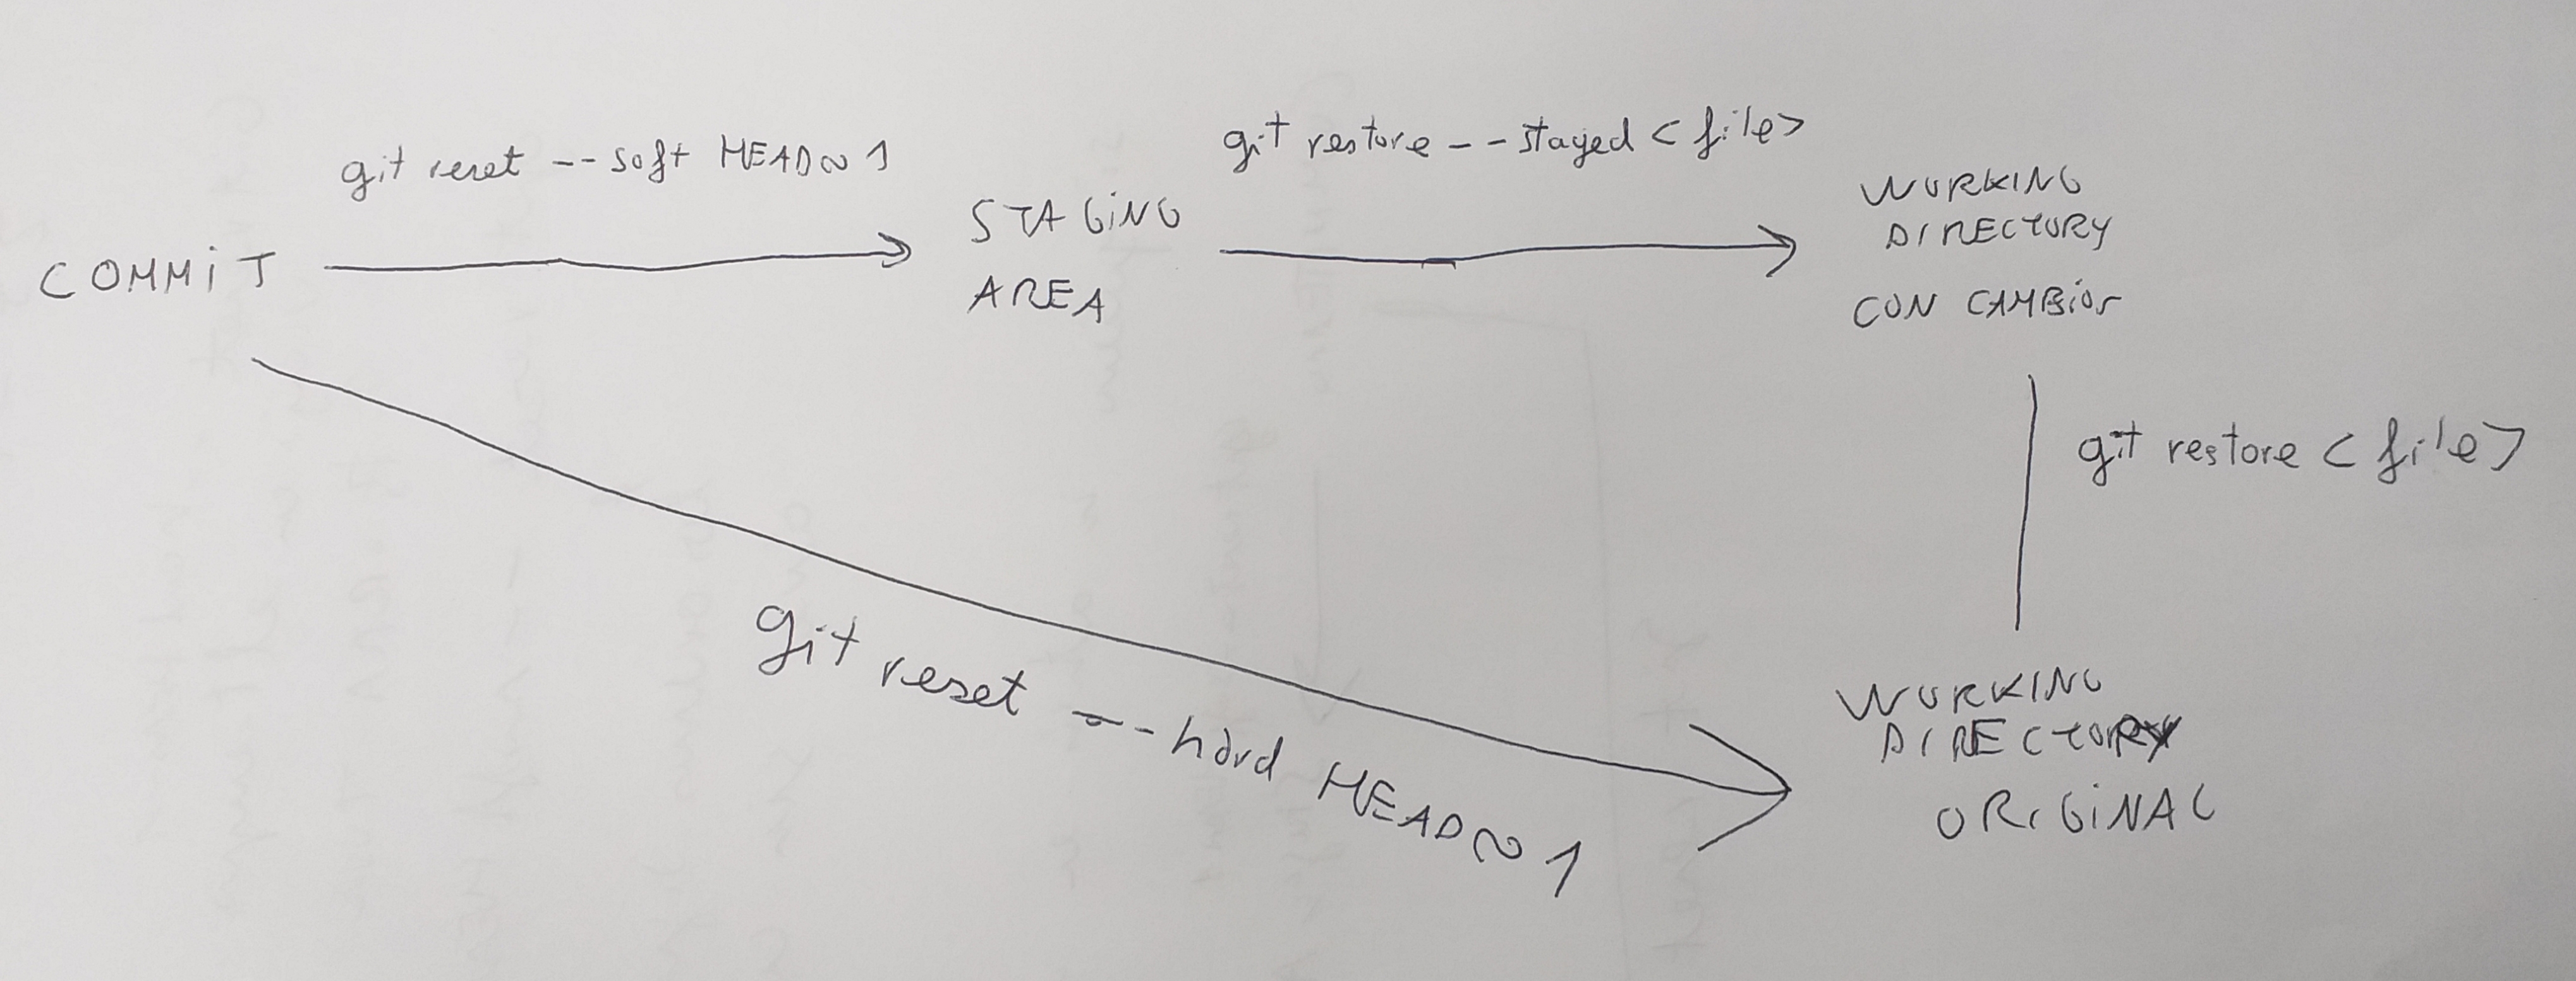 git reset --soft HEAD~1
git restore --staged <file>
COMMIT
STAGING
AREA
WORKING
DIRECTORY
CON CAMBios
git restore <file>
git reset --hard HEAD~1
WORKING
DIRECTORY
ORIGINAL